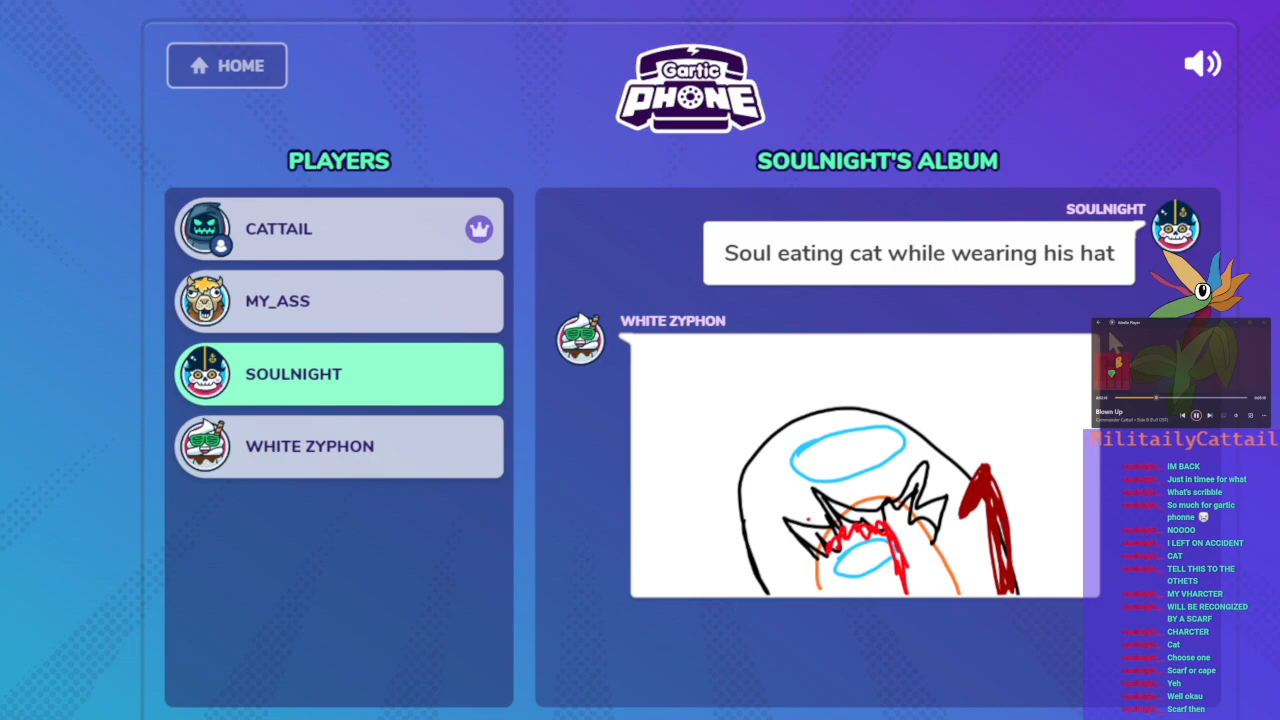 HOME
Gartic
PHONE
PLAYERS
SOULNIGHT'S ALBUM
CATTAIL
MY_ASS
SOULNIGHT
WHITE ZYPHON
SOULNIGHT
Soul eating cat while wearing his hat
WHITE ZYPHON
Media Player
Blown Up
MilitailyCattail
IM BACK
Just in timee for what
What's scribble
So much for gartic
phonne
NOOOO
I LEFT ON ACCIDENT
CAT
TELL THIS TO THE
OTHETS
MY VHARCTER
WILL BE RECONGIZED
BY A SCARF
CHARCTER
Cat
Choose one
Scarf or cape
Yeh
Well okau
Scarf then